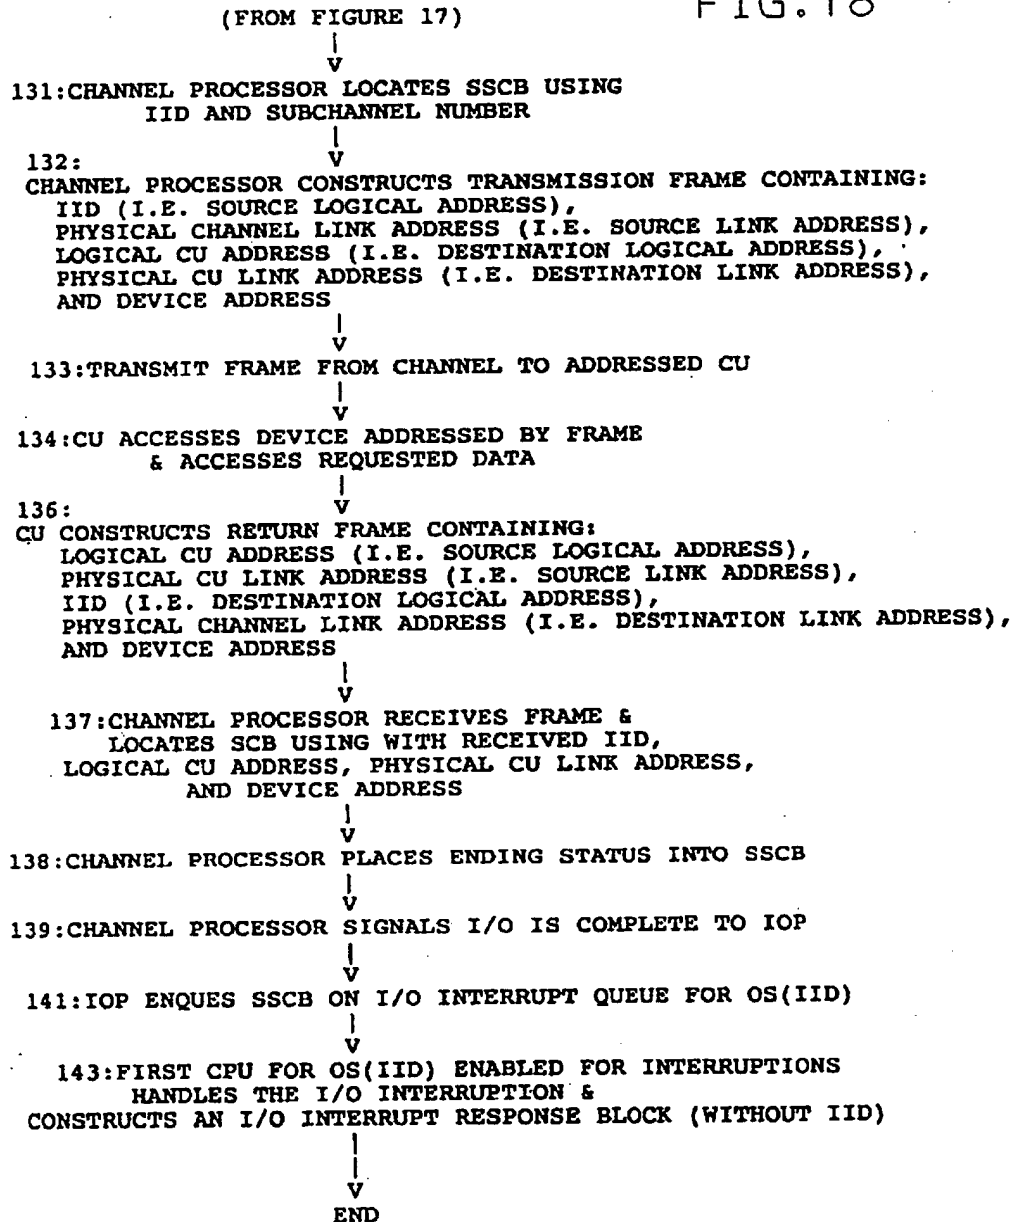 FIG.18
(FROM FIGURE 17)
131:CHANNEL PROCESSOR LOCATES SSCB USING
IID AND SUBCHANNEL NUMBER
132:
CHANNEL PROCESSOR CONSTRUCTS TRANSMISSION FRAME CONTAINING:
IID (I.E. SOURCE LOGICAL ADDRESS),
PHYSICAL CHANNEL LINK ADDRESS (I.E. SOURCE LINK ADDRESS),
LOGICAL CU ADDRESS (I.E. DESTINATION LOGICAL ADDRESS),
PHYSICAL CU LINK ADDRESS (I.E. DESTINATION LINK ADDRESS),
AND DEVICE ADDRESS
133:TRANSMIT FRAME FROM CHANNEL TO ADDRESSED CU
134:CU ACCESSES DEVICE ADDRESSED BY FRAME
& ACCESSES REQUESTED DATA
136:
CU CONSTRUCTS RETURN FRAME CONTAINING:
LOGICAL CU ADDRESS (I.E. SOURCE LOGICAL ADDRESS),
PHYSICAL CU LINK ADDRESS (I.E. SOURCE LINK ADDRESS),
IID (I.E. DESTINATION LOGICAL ADDRESS),
PHYSICAL CHANNEL LINK ADDRESS (I.E. DESTINATION LINK ADDRESS),
AND DEVICE ADDRESS
137:CHANNEL PROCESSOR RECEIVES FRAME &
LOCATES SCB USING WITH RECEIVED IID,
LOGICAL CU ADDRESS, PHYSICAL CU LINK ADDRESS,
AND DEVICE ADDRESS
138:CHANNEL PROCESSOR PLACES ENDING STATUS INTO SSCB
139:CHANNEL PROCESSOR SIGNALS I/O IS COMPLETE TO IOP
141:IOP ENQUES SSCB ON I/O INTERRUPT QUEUE FOR OS(IID)
143:FIRST CPU FOR OS(IID) ENABLED FOR INTERRUPTIONS
HANDLES THE I/O INTERRUPTION &
CONSTRUCTS AN I/O INTERRUPT RESPONSE BLOCK (WITHOUT IID)
END